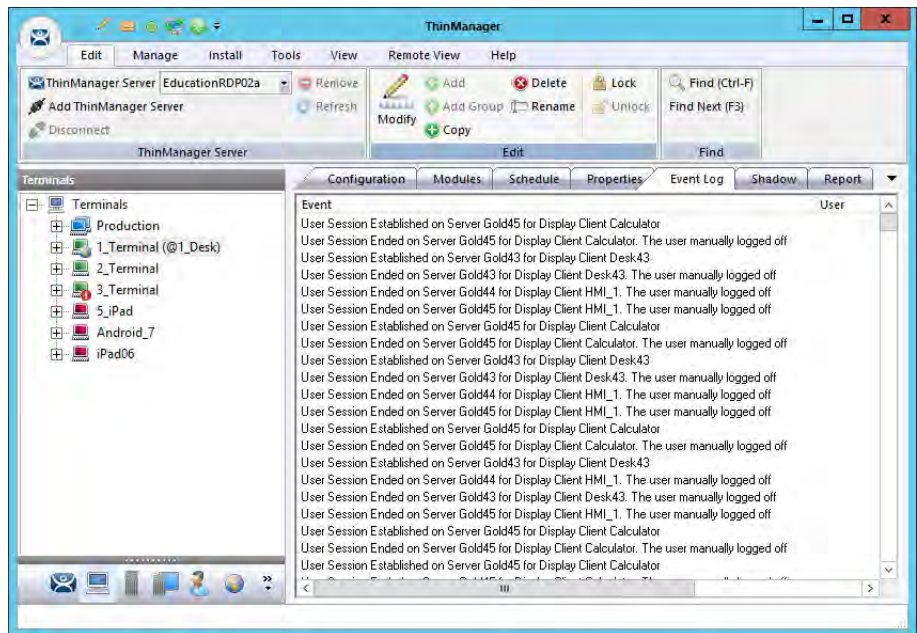 ThinManager
Edit Manage Install Tools View Remote View Help
ThinManager Server EducationRDP02a Remove
Add ThinManager Server Refresh
Disconnect
ThinManager Server
Modify
Add Delete Lock
Add Group Rename Unlock
Copy
Edit
Find (Ctrl-F)
Find Next (F3)
Find
Terminals
Terminals
Production
1_Terminal (@1_Desk)
2_Terminal
3_Terminal
5_iPad
Android_7
iPad06
Configuration Modules Schedule Properties Event Log Shadow Report
Event User
User Session Established on Server Gold45 for Display Client Calculator
User Session Ended on Server Gold45 for Display Client Calculator. The user manually logged off
User Session Established on Server Gold43 for Display Client Desk43
User Session Ended on Server Gold43 for Display Client Desk43. The user manually logged off
User Session Ended on Server Gold44 for Display Client HMI_1. The user manually logged off
User Session Ended on Server Gold45 for Display Client HMI_1. The user manually logged off
User Session Established on Server Gold45 for Display Client Calculator
User Session Ended on Server Gold45 for Display Client Calculator. The user manually logged off
User Session Established on Server Gold43 for Display Client Desk43
User Session Ended on Server Gold43 for Display Client Desk43. The user manually logged off
User Session Ended on Server Gold44 for Display Client HMI_1. The user manually logged off
User Session Ended on Server Gold45 for Display Client HMI_1. The user manually logged off
User Session Established on Server Gold45 for Display Client Calculator
User Session Ended on Server Gold45 for Display Client Calculator. The user manually logged off
User Session Established on Server Gold43 for Display Client Desk43
User Session Ended on Server Gold44 for Display Client HMI_1. The user manually logged off
User Session Ended on Server Gold43 for Display Client Desk43. The user manually logged off
User Session Ended on Server Gold45 for Display Client HMI_1. The user manually logged off
User Session Established on Server Gold45 for Display Client Calculator
User Session Ended on Server Gold45 for Display Client Calculator. The user manually logged off
User Session Established on Server Gold45 for Display Client Calculator